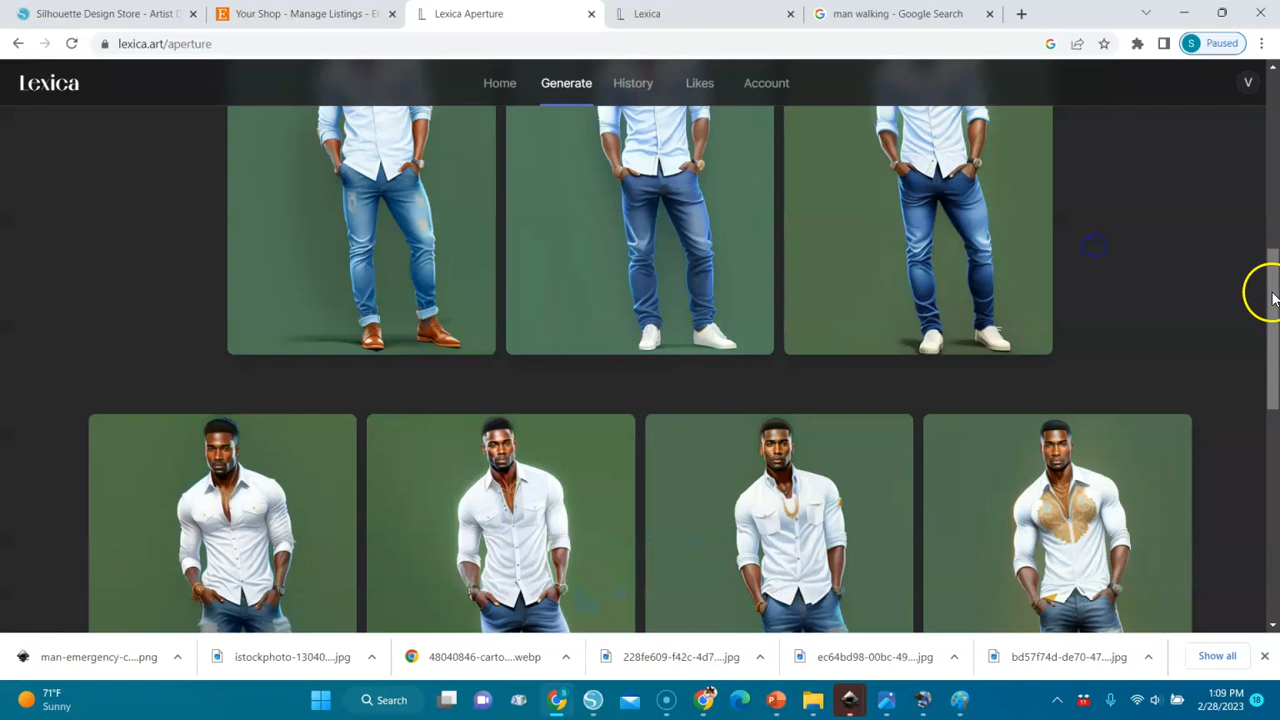 Silhouette Design Store - Artist D
Your Shop - Manage Listings - Et
Lexica Aperture
Lexica
man walking - Google Search
lexica.art/aperture
S Paused
Lexica
Home
Generate
History
Likes
Account
V
man-emergency-c....png
istockphoto-13040....jpg
48040846-carto....webp
228fe609-f42c-4d7....jpg
ec64bd98-00bc-49....jpg
bd57f74d-de70-47....jpg
Show all
71°F
Sunny
Search
1:09 PM
2/28/2023
18